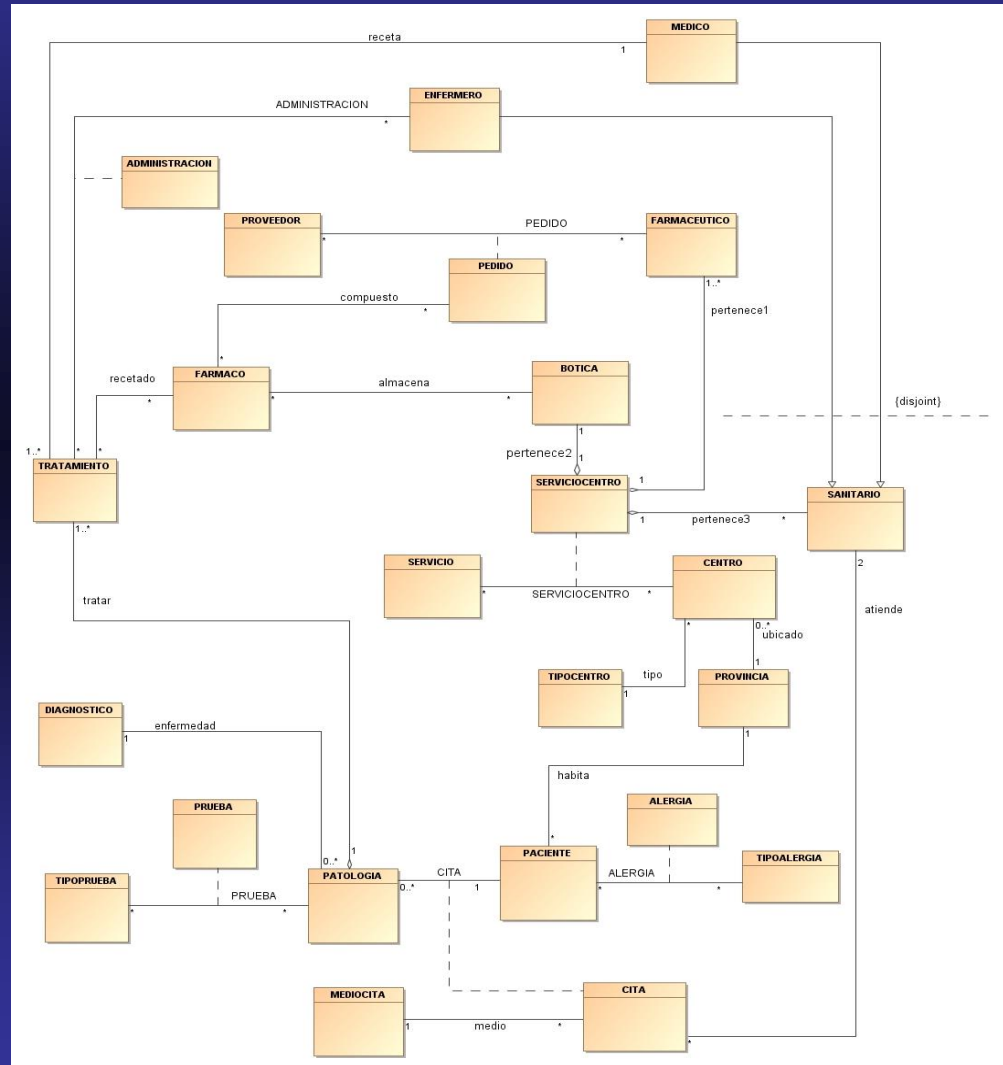 MEDICO
receta
1
ENFERMERO
ADMINISTRACION
*
ADMINISTRACION
PROVEEDOR
PEDIDO
FARMACEUTICO
*
*
PEDIDO
1..*
compuesto
*
pertenece1
*
BOTICA
FARMACO
recetado
almacena
*
*
*
{disjoint}
1
1..*
*
*
pertenece2
1
TRATAMIENTO
SERVICIOCENTRO
1
SANITARIO
1
pertenece3
*
1..*
SERVICIO
CENTRO
2
*
SERVICIOCENTRO
*
tratar
atiende
*
0..*
ubicado
TIPOCENTRO
tipo
1
PROVINCIA
1
DIAGNOSTICO
enfermedad
1
1
habita
PRUEBA
ALERGIA
*
PACIENTE
TIPOALERGIA
1
0..*
PATOLOGIA
CITA
0..*
1
ALERGIA
*
*
TIPOPRUEBA
*
PRUEBA
*
MEDIOCITA
CITA
1
medio
*
*